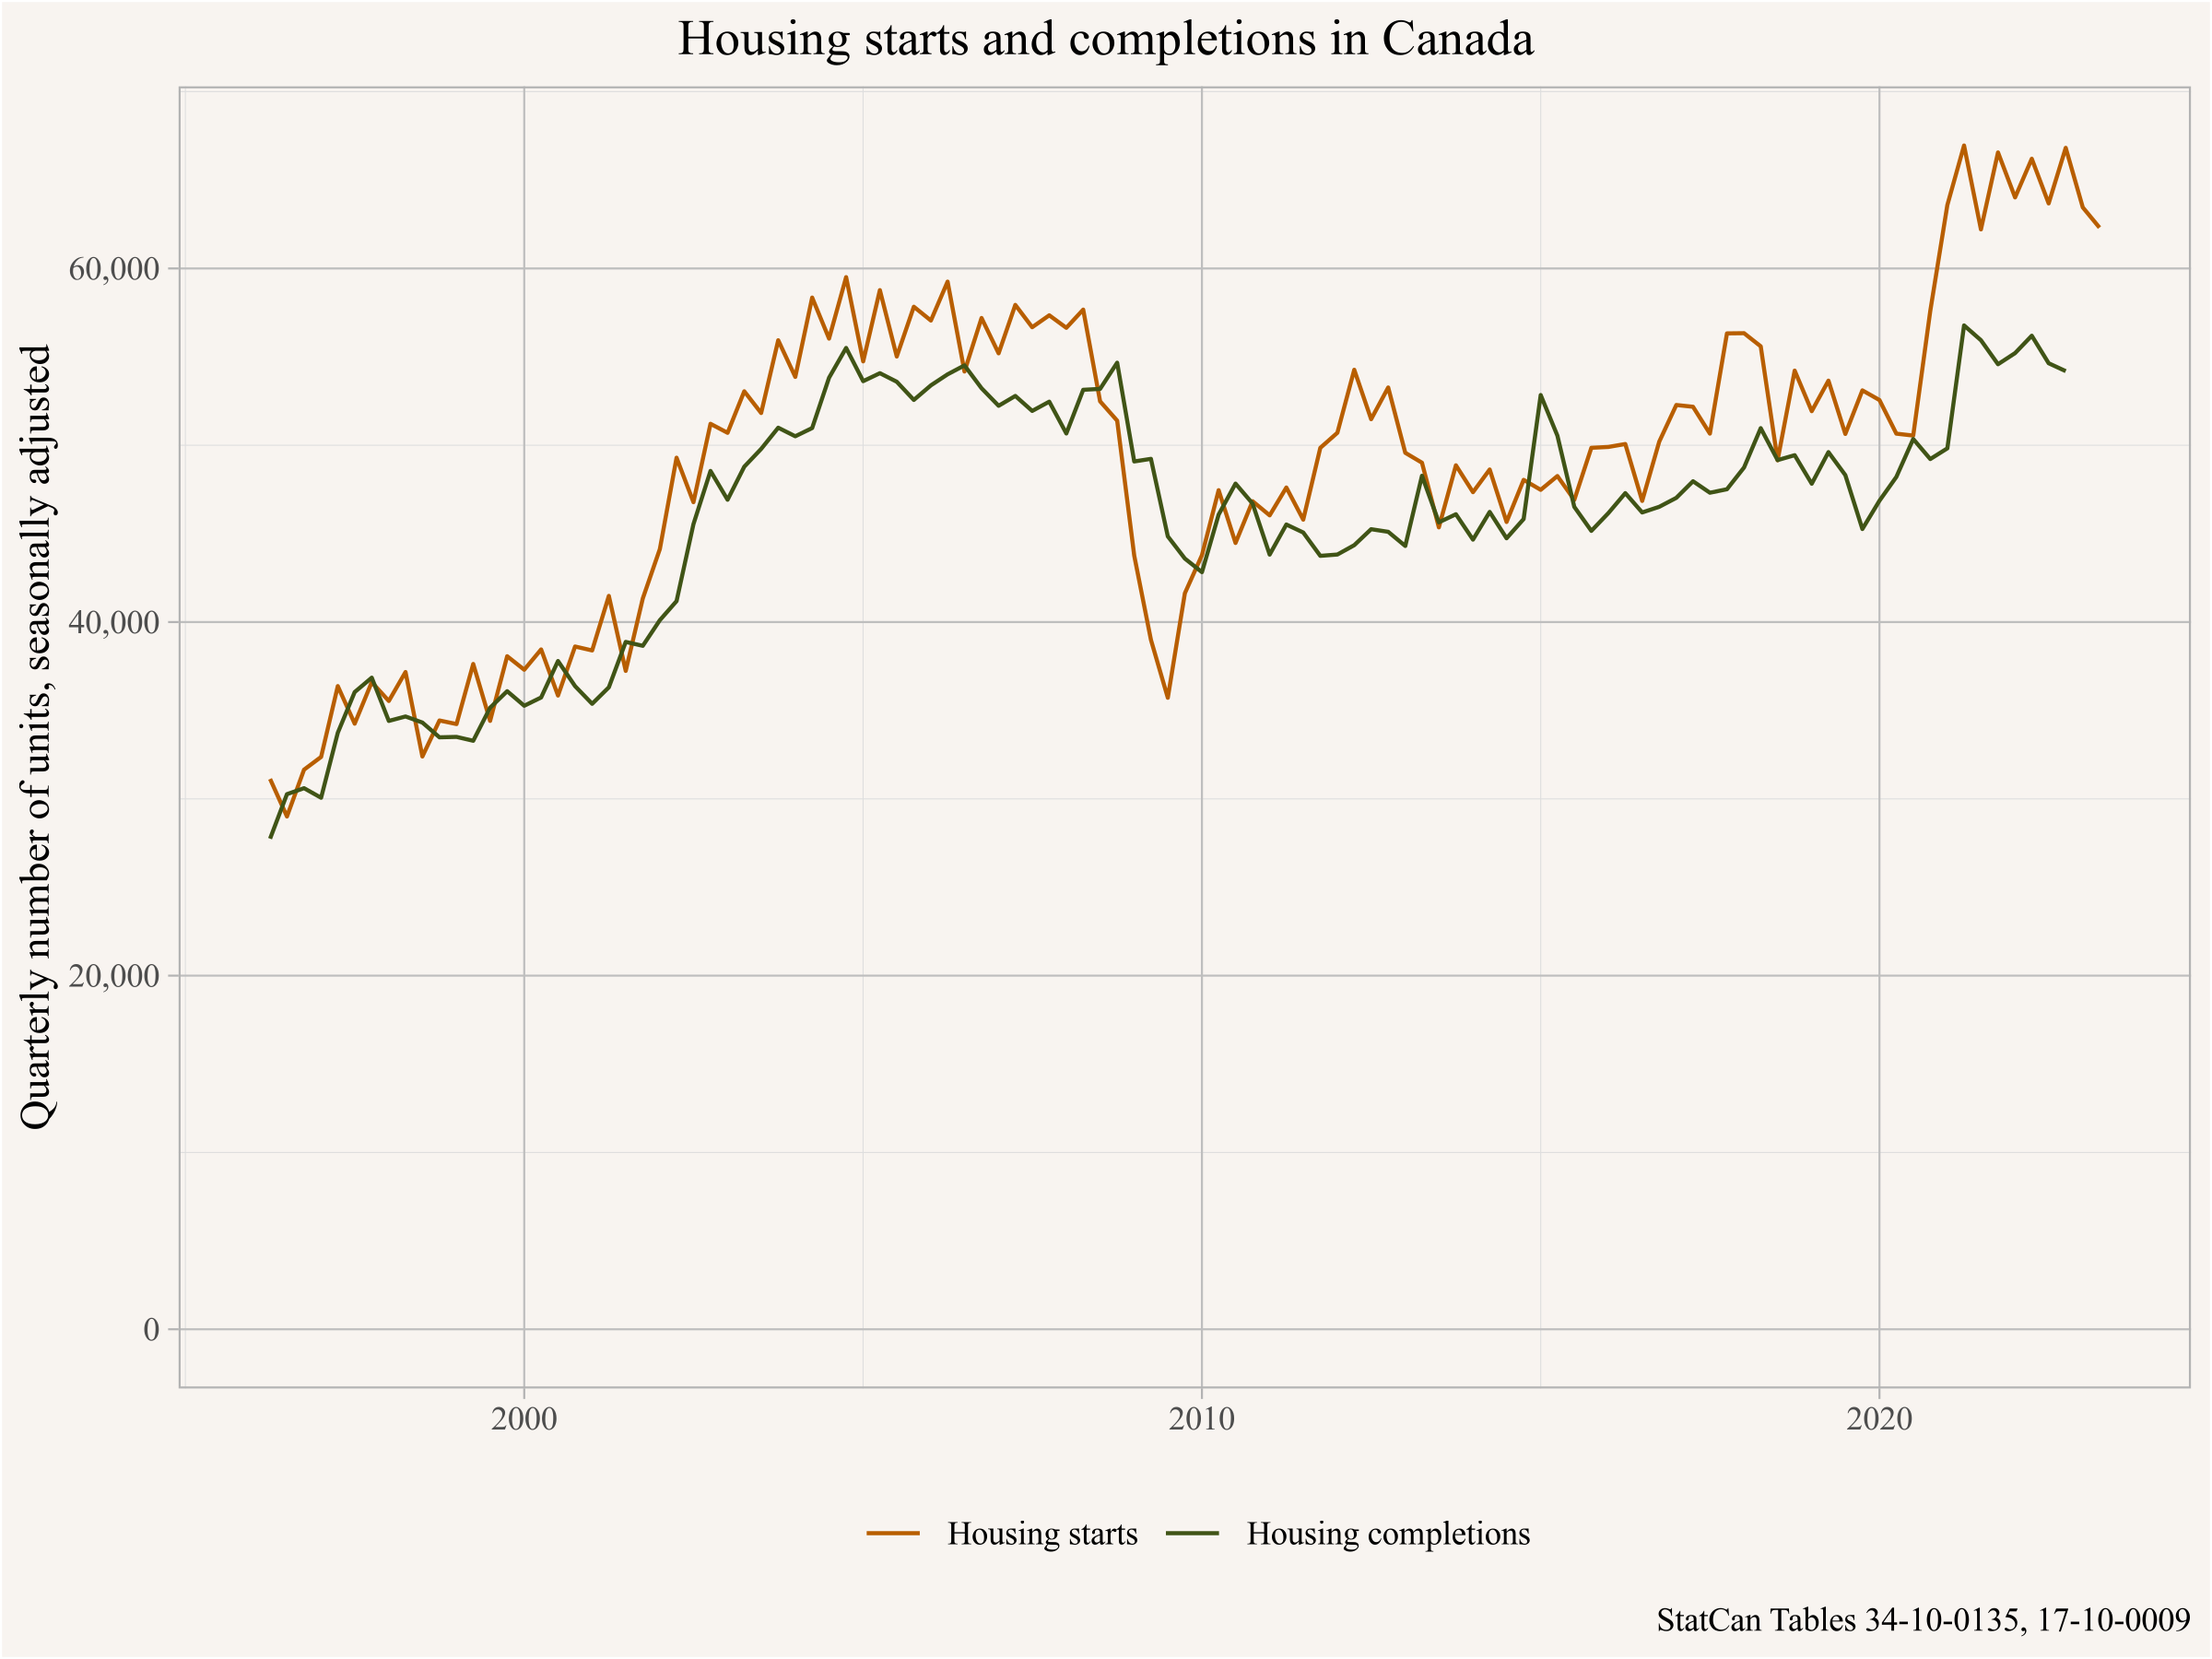 Housing starts and completions in Canada
Quarterly number of units, seasonally adjusted
60,000
40,000
20,000
0
2000
2010
2020
Housing starts
Housing completions
StatCan Tables 34-10-0135, 17-10-0009